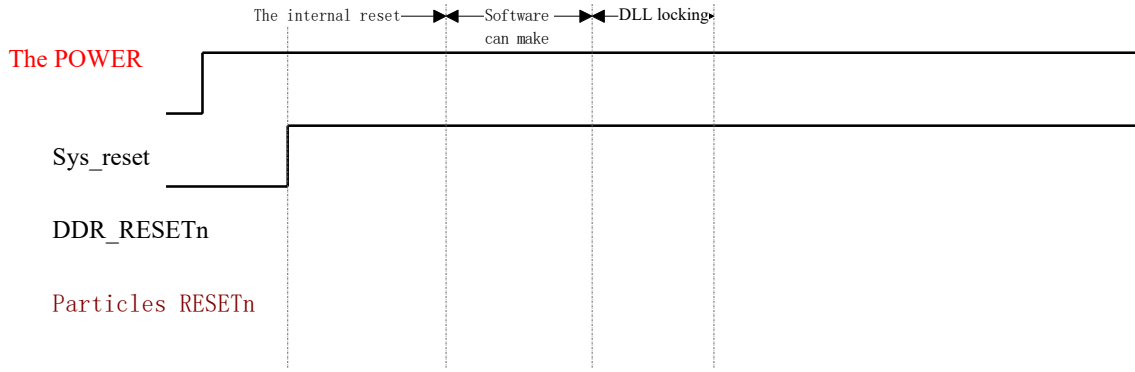 The internal reset
Software
can make
DLL locking
The POWER
Sys_reset
DDR_RESETn
Particles RESETn